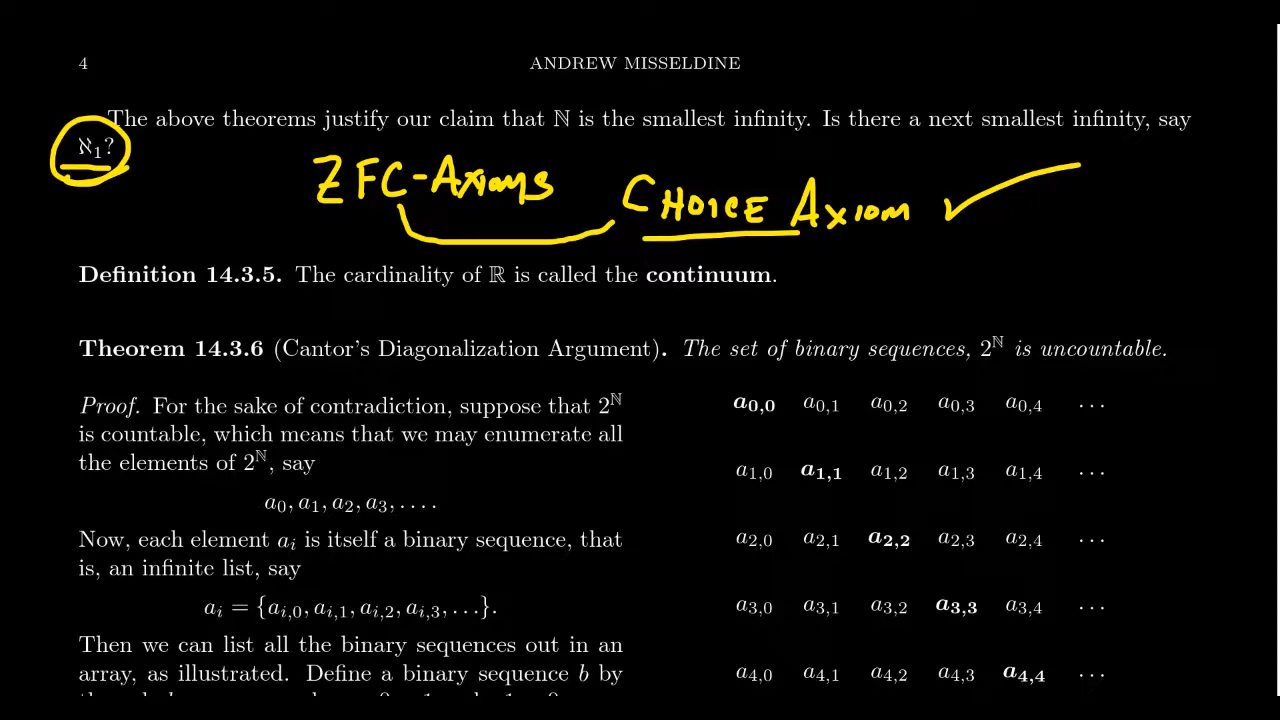 4 ANDREW MISSELDINE
The above theorems justify our claim that ℕ is the smallest infinity. Is there a next smallest infinity, say
ℵ₁?
ZFC-Axioms CHOICE AXIOM ✓
Definition 14.3.5. The cardinality of ℝ is called the continuum.
Theorem 14.3.6 (Cantor's Diagonalization Argument). The set of binary sequences, 2^ℕ is uncountable.
Proof. For the sake of contradiction, suppose that 2^ℕ
is countable, which means that we may enumerate all
the elements of 2^ℕ, say
a₀, a₁, a₂, a₃, . . . .
Now, each element aᵢ is itself a binary sequence, that
is, an infinite list, say
aᵢ = {aᵢ,₀, aᵢ,₁, aᵢ,₂, aᵢ,₃, . . .}.
Then we can list all the binary sequences out in an
array, as illustrated. Define a binary sequence b by
a₀,₀ a₀,₁ a₀,₂ a₀,₃ a₀,₄ · · ·
a₁,₀ a₁,₁ a₁,₂ a₁,₃ a₁,₄ · · ·
a₂,₀ a₂,₁ a₂,₂ a₂,₃ a₂,₄ · · ·
a₃,₀ a₃,₁ a₃,₂ a₃,₃ a₃,₄ · · ·
a₄,₀ a₄,₁ a₄,₂ a₄,₃ a₄,₄ · · ·